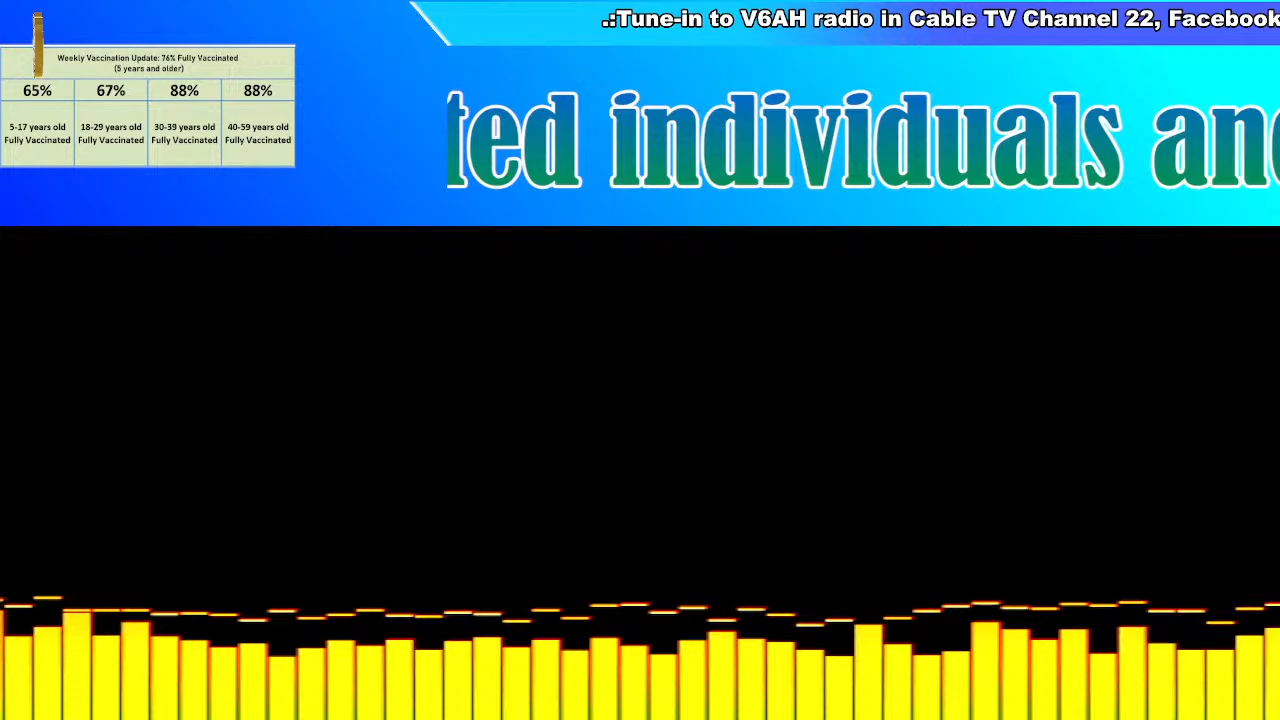 .:Tune-in to V6AH radio in Cable TV Channel 22, Facebook
Weekly Vaccination Update: 76% Fully Vaccinated
(5 years and older)
65% 67% 88% 88%
5-17 years old 18-29 years old 30-39 years old 40-59 years old
Fully Vaccinated Fully Vaccinated Fully Vaccinated Fully Vaccinated
ted individuals and